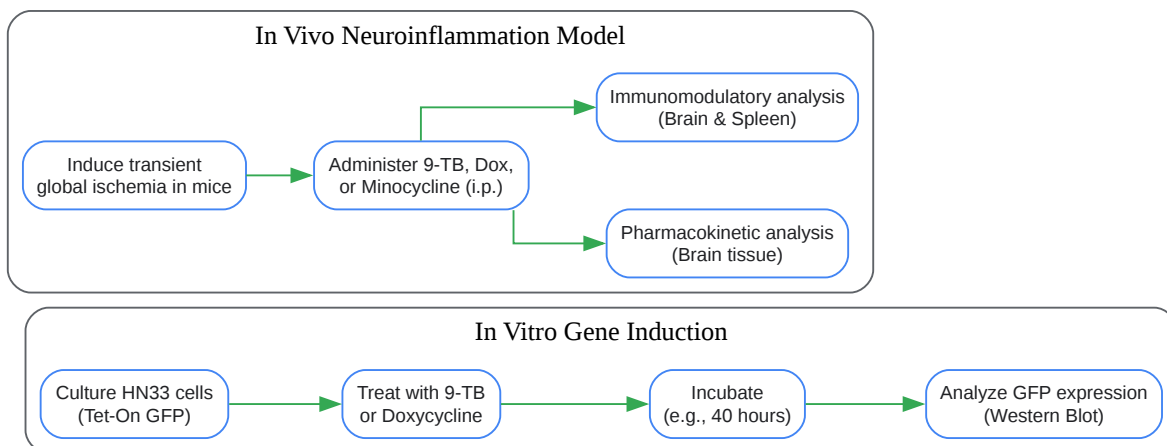 In Vivo Neuroinflammation Model
Immunomodulatory analysis
(Brain & Spleen)
Induce transient
global ischemia in mice
Administer 9-TB, Dox,
or Minocycline (i.p.)
Pharmacokinetic analysis
(Brain tissue)
In Vitro Gene Induction
Culture HN33 cells
(Tet-On GFP)
Treat with 9-TB
or Doxycycline
Incubate
(e.g., 40 hours)
Analyze GFP expression
(Western Blot)